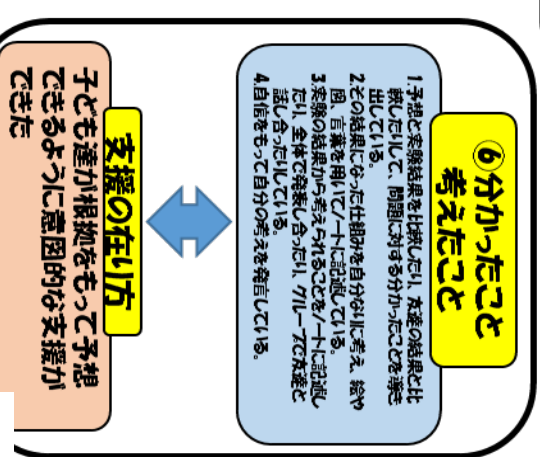 ⑥分かったこと
考えたこと
1.予想と実験結果を比較したり、友達の結果と比
較したりして、問題に対する分かったことを導き
出している。
2.その結果になった仕組みを自分なりに考え、絵や
図、言葉を用いてノートに記述している。
3.実験の結果から考えられることをノートに記述し
たり、全体で発表し合ったり、グループで友達と
話し合ったりしている。
4.自信をもって自分の考えを発言している。
支援の在り方
子ども達が根拠をもって予想
できるように意図的な支援が
できた